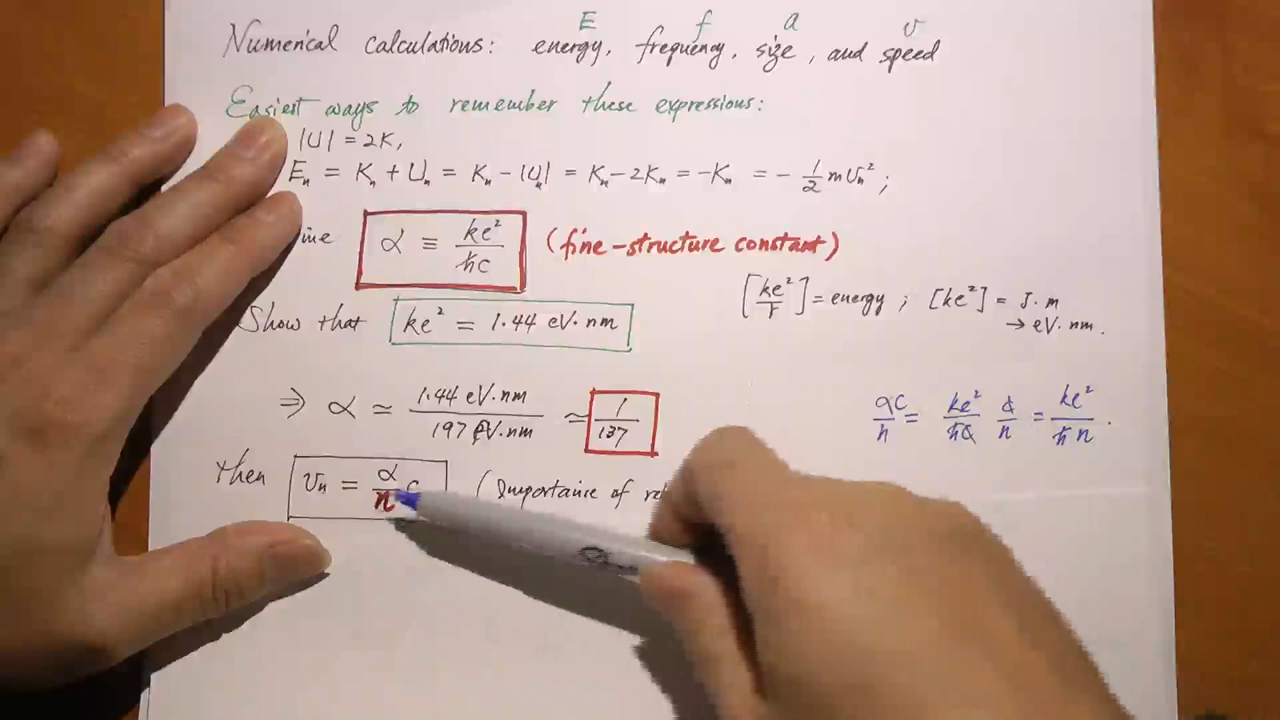 E f a v
Numerical calculations: energy, frequency, size, and speed
Easiest ways to remember these expressions:
|U| = 2K,
Eₙ = Kₙ + Uₙ = Kₙ - |Uₙ| = Kₙ - 2Kₙ = -Kₙ = - 1/2 m vₙ² ;
α ≡ ke²/ħc (fine-structure constant)
[ke²/r] = energy ; [ke²] = J·m
→ eV·nm.
Show that ke² = 1.44 eV·nm
⇒ α ≃ 1.44 eV·nm / 197 eV·nm ≈ 1/137
αc/n = ke²/ħc c/n = ke²/ħn .
then vₙ = α/n c (Importance of